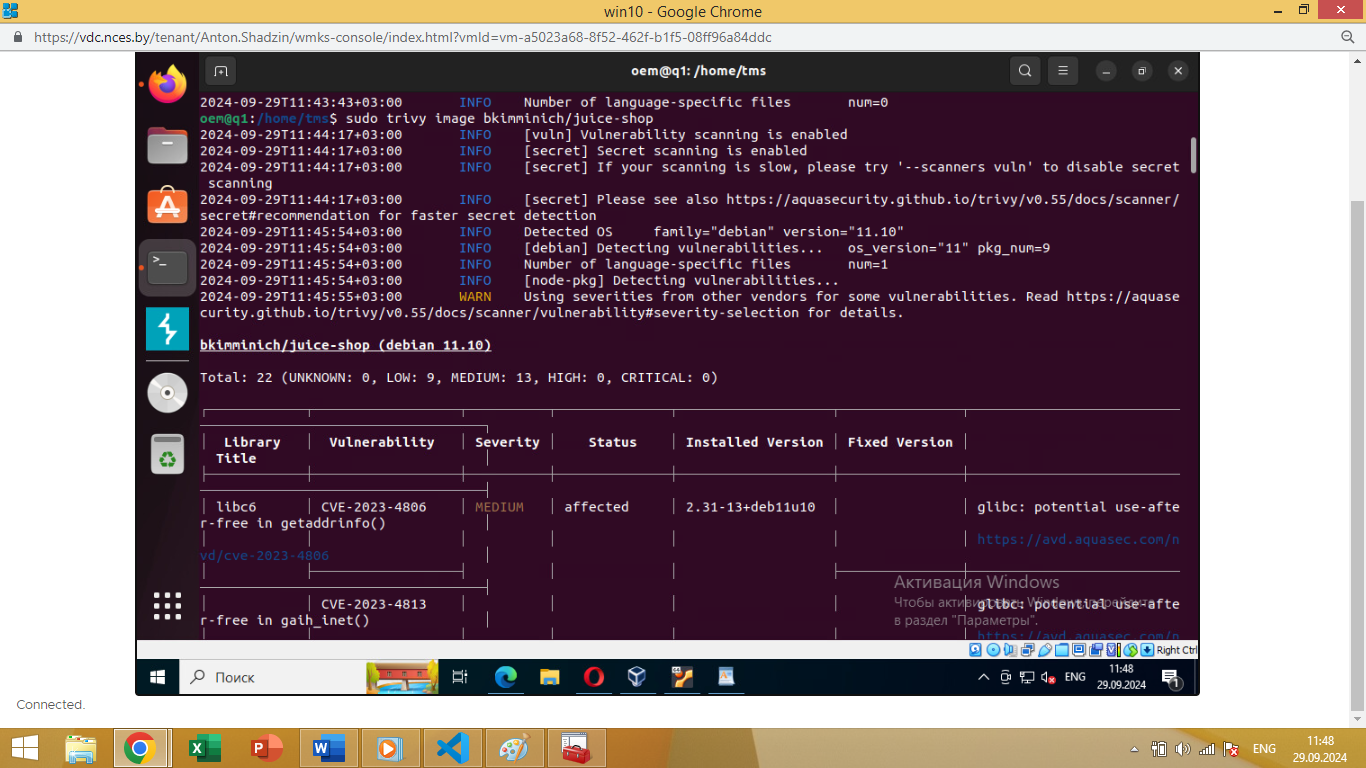 win10 - Google Chrome
https://vdc.nces.by/tenant/Anton.Shadzin/wmks-console/index.html?vmId=vm-a5023a68-8f52-462f-b1f5-08ff96a84ddc
oem@q1: /home/tms
2024-09-29T11:43:43+03:00 INFO Number of language-specific files num=0
oem@q1:/home/tms$ sudo trivy image bkimminich/juice-shop
2024-09-29T11:44:17+03:00 INFO [vuln] Vulnerability scanning is enabled
2024-09-29T11:44:17+03:00 INFO [secret] Secret scanning is enabled
2024-09-29T11:44:17+03:00 INFO [secret] If your scanning is slow, please try '--scanners vuln' to disable secret
scanning
2024-09-29T11:44:17+03:00 INFO [secret] Please see also https://aquasecurity.github.io/trivy/v0.55/docs/scanner/
secret#recommendation for faster secret detection
2024-09-29T11:45:54+03:00 INFO Detected OS family="debian" version="11.10"
2024-09-29T11:45:54+03:00 INFO [debian] Detecting vulnerabilities... os_version="11" pkg_num=9
2024-09-29T11:45:54+03:00 INFO Number of language-specific files num=1
2024-09-29T11:45:54+03:00 INFO [node-pkg] Detecting vulnerabilities...
2024-09-29T11:45:55+03:00 WARN Using severities from other vendors for some vulnerabilities. Read https://aquase
curity.github.io/trivy/v0.55/docs/scanner/vulnerability#severity-selection for details.
bkimminich/juice-shop (debian 11.10)
Total: 22 (UNKNOWN: 0, LOW: 9, MEDIUM: 13, HIGH: 0, CRITICAL: 0)
Library Vulnerability Severity Status Installed Version Fixed Version
Title
libc6 CVE-2023-4806 MEDIUM affected 2.31-13+deb11u10 glibc: potential use-afte
r-free in getaddrinfo()
https://avd.aquasec.com/n
vd/cve-2023-4806
Активация Windows
CVE-2023-4813 glibc: potential use-afte
Чтобы активировать Windows, перейдите
r-free in gaih_inet()
в раздел "Параметры".
https://avd.aquasec.com/n
Right Ctrl
Поиск
ENG
11:48
29.09.2024
1
Connected.
ENG
11:48
29.09.2024